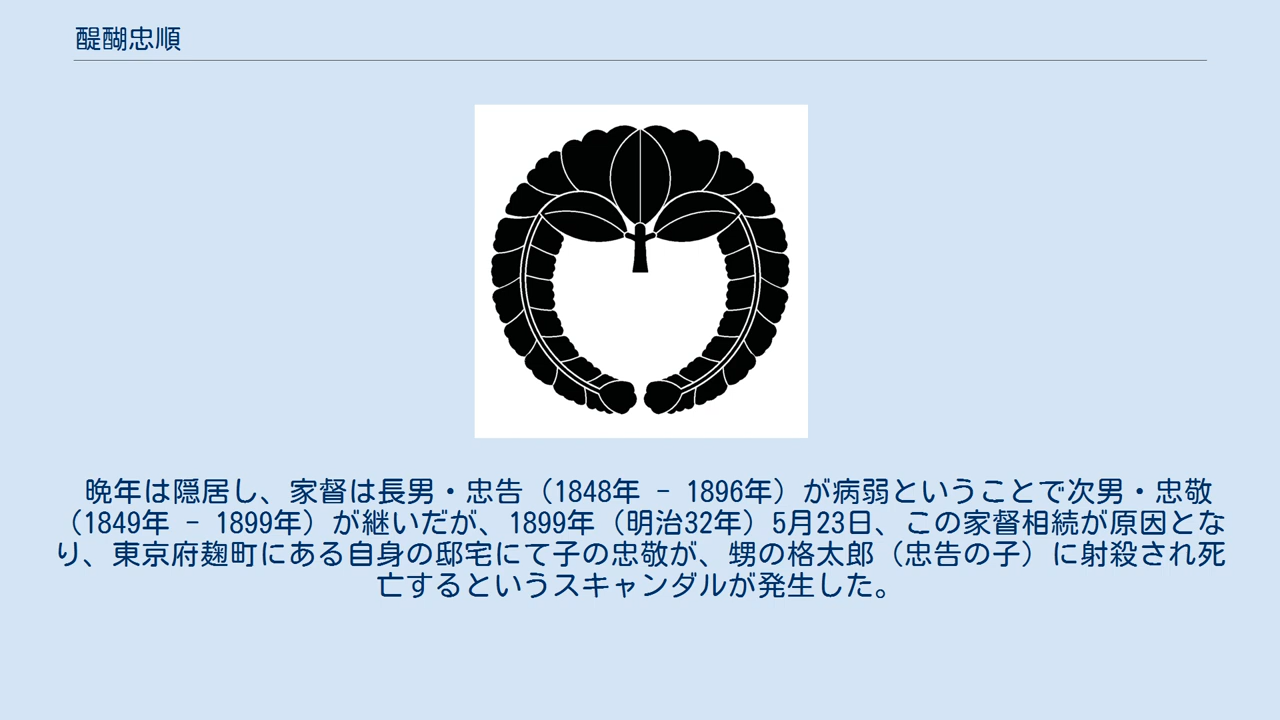 醍醐忠順
晩年は隠居し、家督は長男・忠告（1848年 - 1896年）が病弱ということで次男・忠敬
（1849年 - 1899年）が継いだが、1899年（明治32年）5月23日、この家督相続が原因とな
り、東京府麹町にある自身の邸宅にて子の忠敬が、甥の格太郎（忠告の子）に射殺され死
亡するというスキャンダルが発生した。